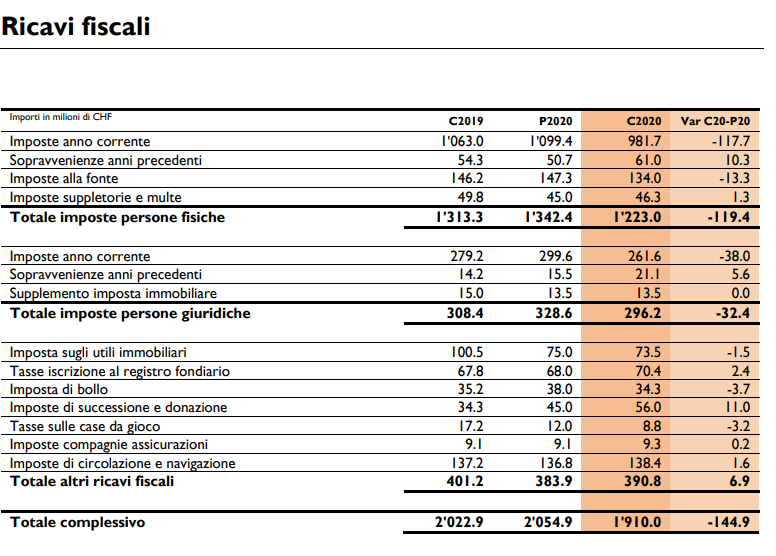 Ricavi fiscali
Importi in milioni di CHF C2019 P2020 C2020 Var C20-P20
Imposte anno corrente 1'063.0 1'099.4 981.7 -117.7
Sopravvenienze anni precedenti 54.3 50.7 61.0 10.3
Imposte alla fonte 146.2 147.3 134.0 -13.3
Imposte suppletorie e multe 49.8 45.0 46.3 1.3
Totale imposte persone fisiche 1'313.3 1'342.4 1'223.0 -119.4
Imposte anno corrente 279.2 299.6 261.6 -38.0
Sopravvenienze anni precedenti 14.2 15.5 21.1 5.6
Supplemento imposta immobiliare 15.0 13.5 13.5 0.0
Totale imposte persone giuridiche 308.4 328.6 296.2 -32.4
Imposta sugli utili immobiliari 100.5 75.0 73.5 -1.5
Tasse iscrizione al registro fondiario 67.8 68.0 70.4 2.4
Imposta di bollo 35.2 38.0 34.3 -3.7
Imposte di successione e donazione 34.3 45.0 56.0 11.0
Tasse sulle case da gioco 17.2 12.0 8.8 -3.2
Imposte compagnie assicurazioni 9.1 9.1 9.3 0.2
Imposte di circolazione e navigazione 137.2 136.8 138.4 1.6
Totale altri ricavi fiscali 401.2 383.9 390.8 6.9
Totale complessivo 2'022.9 2'054.9 1'910.0 -144.9